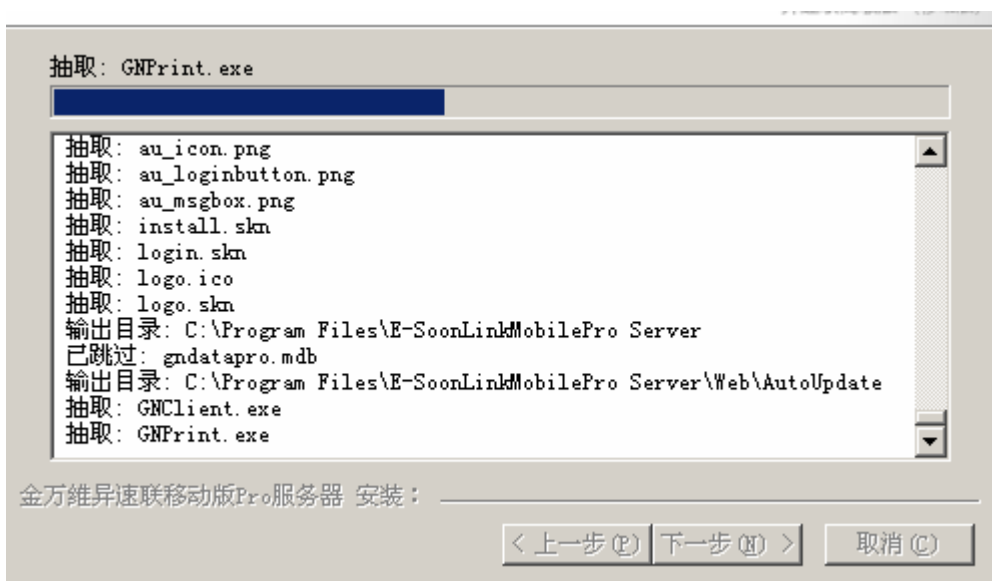 抽取: GNPrint.exe
抽取: au_icon.png
抽取: au_loginbutton.png
抽取: au_msgbox.png
抽取: install.skn
抽取: login.skn
抽取: logo.ico
抽取: logo.skn
输出目录: C:\Program Files\E-SoonLinkMobilePro Server
已跳过: gndatapro.mdb
输出目录: C:\Program Files\E-SoonLinkMobilePro Server\Web\AutoUpdate
抽取: GNClient.exe
抽取: GNPrint.exe
金万维异速联移动版Pro服务器 安装：
< 上一步(P) 下一步(N) > 取消(C)